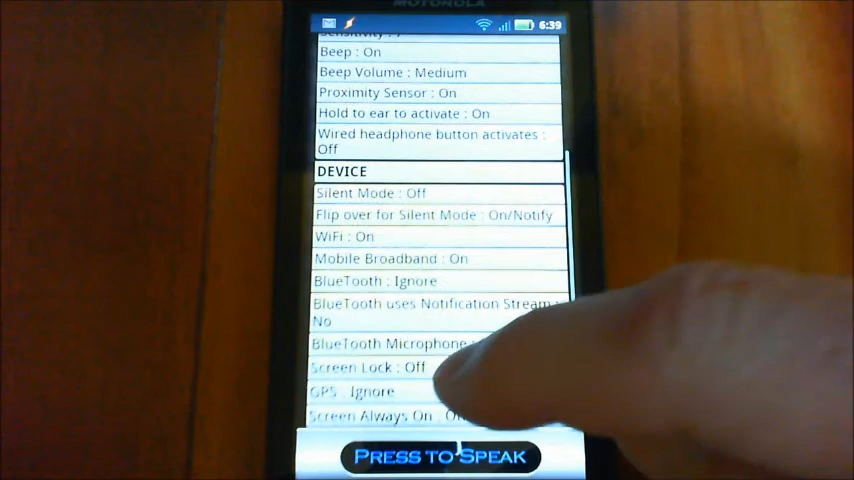 MOTOROLA
6:39
Sensitivity : 7
Beep : On
Beep Volume : Medium
Proximity Sensor : On
Hold to ear to activate : On
Wired headphone button activates :
Off
DEVICE
Silent Mode : Off
Flip over for Silent Mode : On/Notify
WiFi : On
Mobile Broadband : On
BlueTooth : Ignore
BlueTooth uses Notification Stream :
No
BlueTooth Microphone :
Screen Lock : Off
GPS : Ignore
Screen Always On :
PRESS TO SPEAK